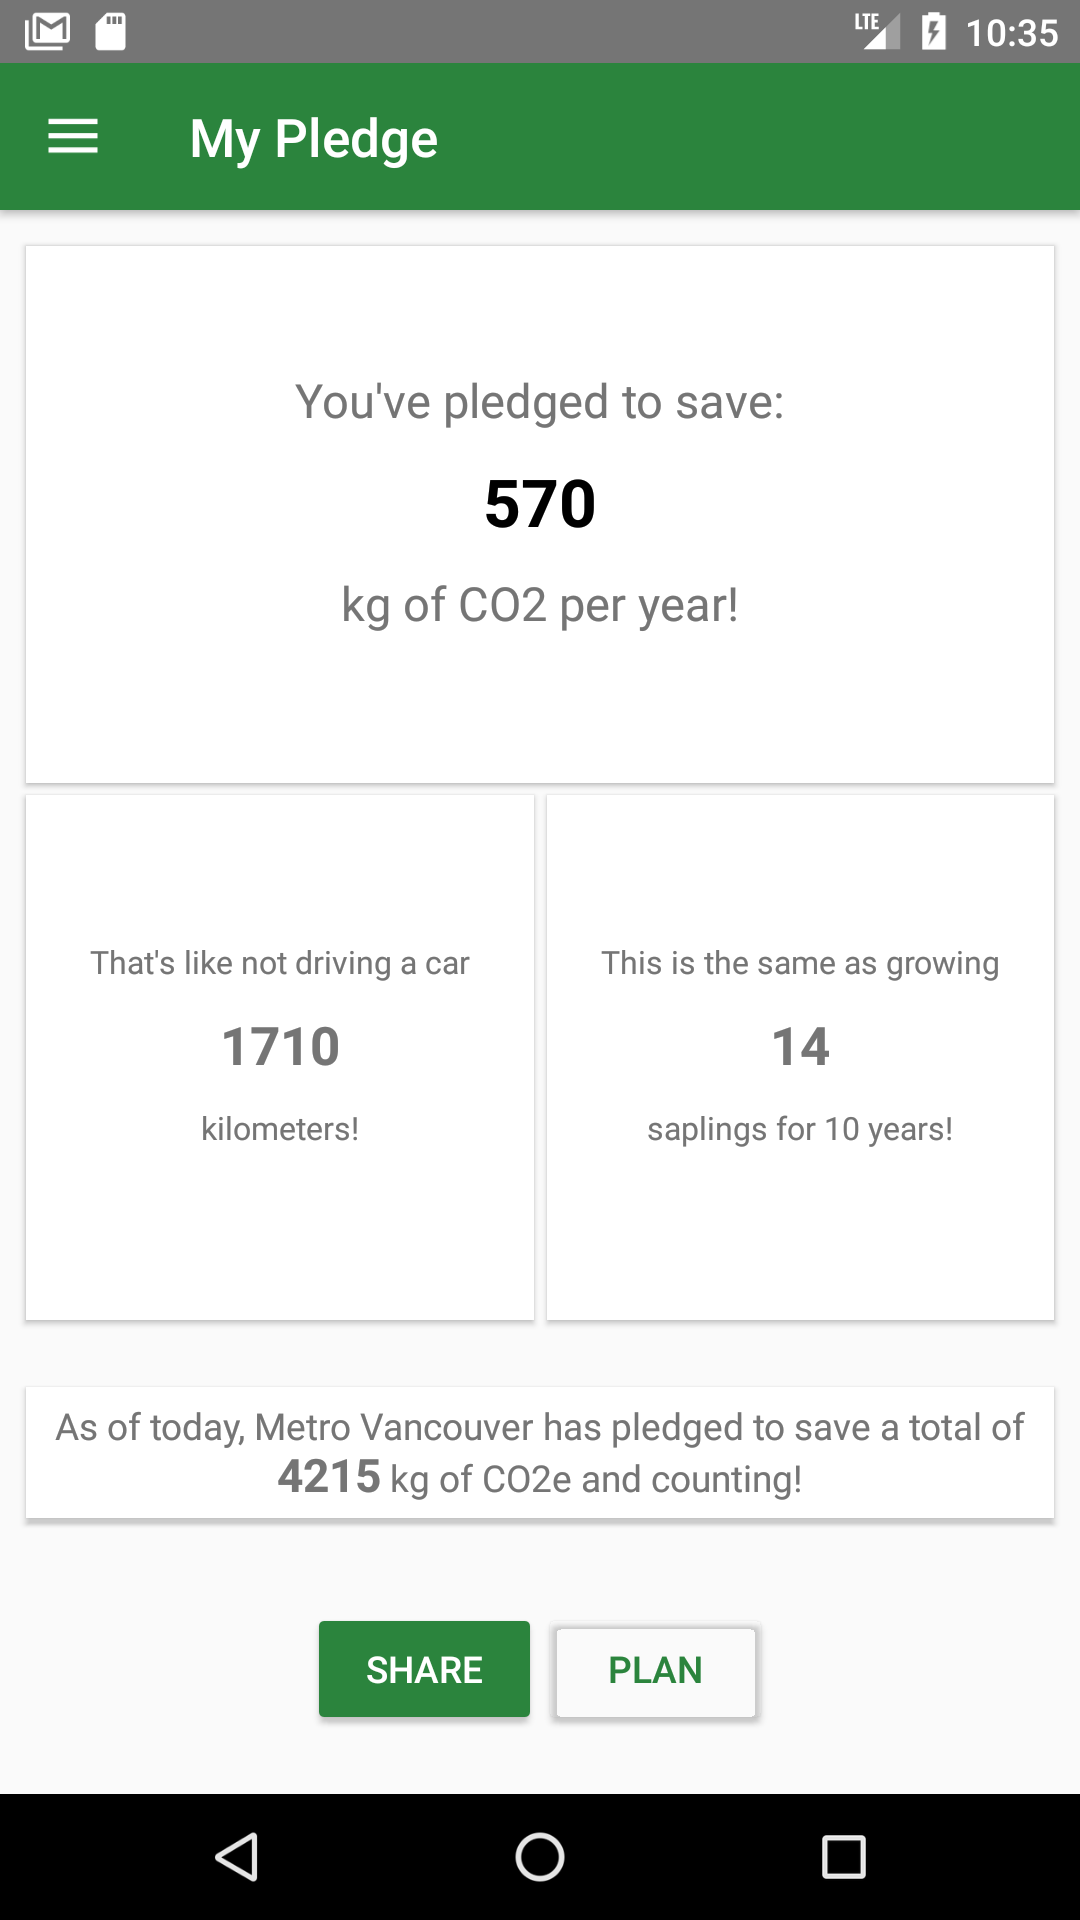 LTE 10:35
My Pledge
You've pledged to save:
570
kg of CO2 per year!
That's like not driving a car
1710
kilometers!
This is the same as growing
14
saplings for 10 years!
As of today, Metro Vancouver has pledged to save a total of
4215 kg of CO2e and counting!
SHARE
PLAN